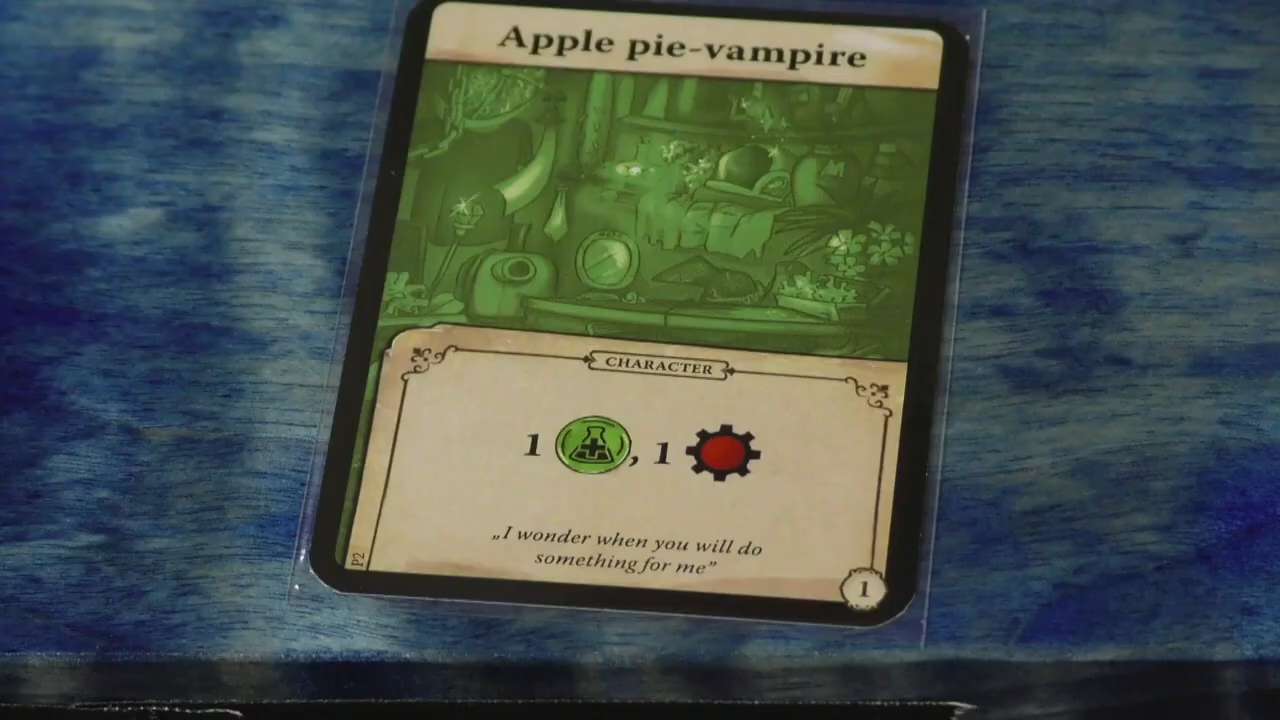 Apple pie-vampire
CHARACTER
1 , 1
„I wonder when you will do
something for me”
P2
1